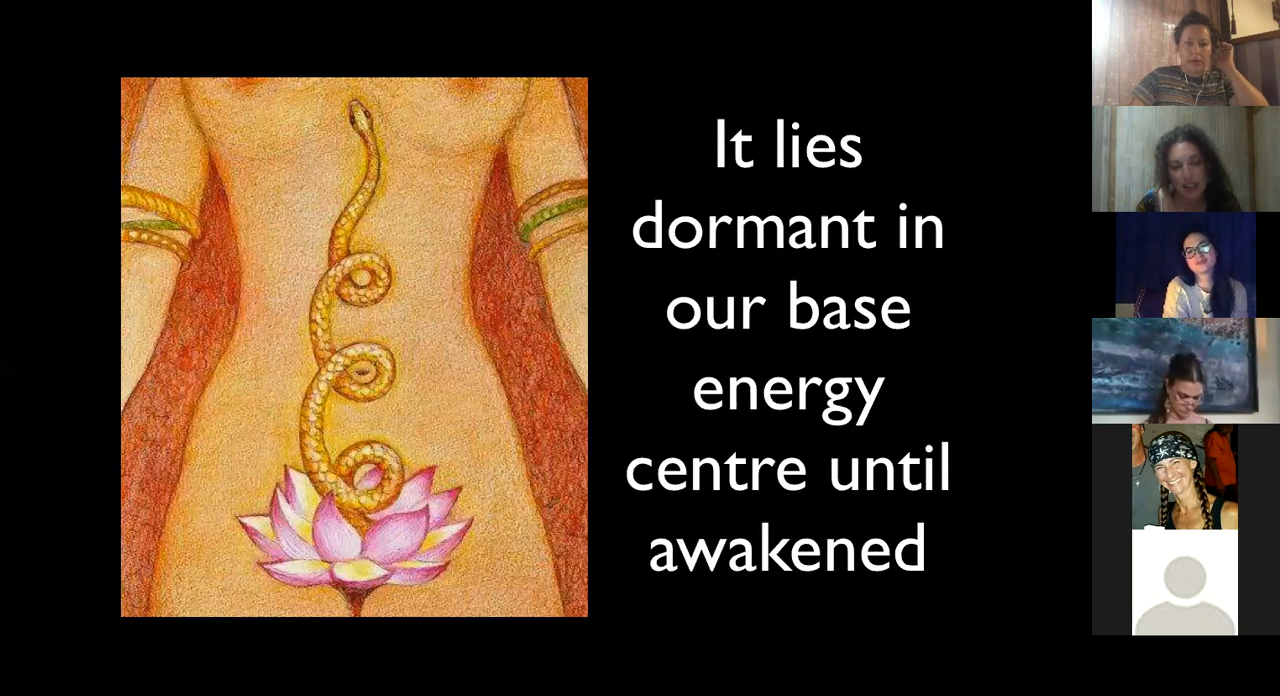 It lies
dormant in
our base
energy
centre until
awakened